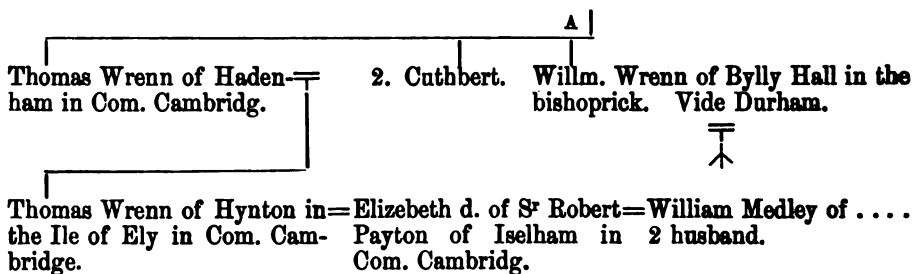 A
Thomas Wrenn of Haden-
ham in Com. Cambridg.
2. Cuthbert.
Willm. Wrenn of Bylly Hall in the
bishoprick. Vide Durham.
Thomas Wrenn of Hynton in=Elizebeth d. of Sʳ Robert=William Medley of ....
the Ile of Ely in Com. Cam-
bridge.
Payton of Iselham in
Com. Cambridg.
2 husband.